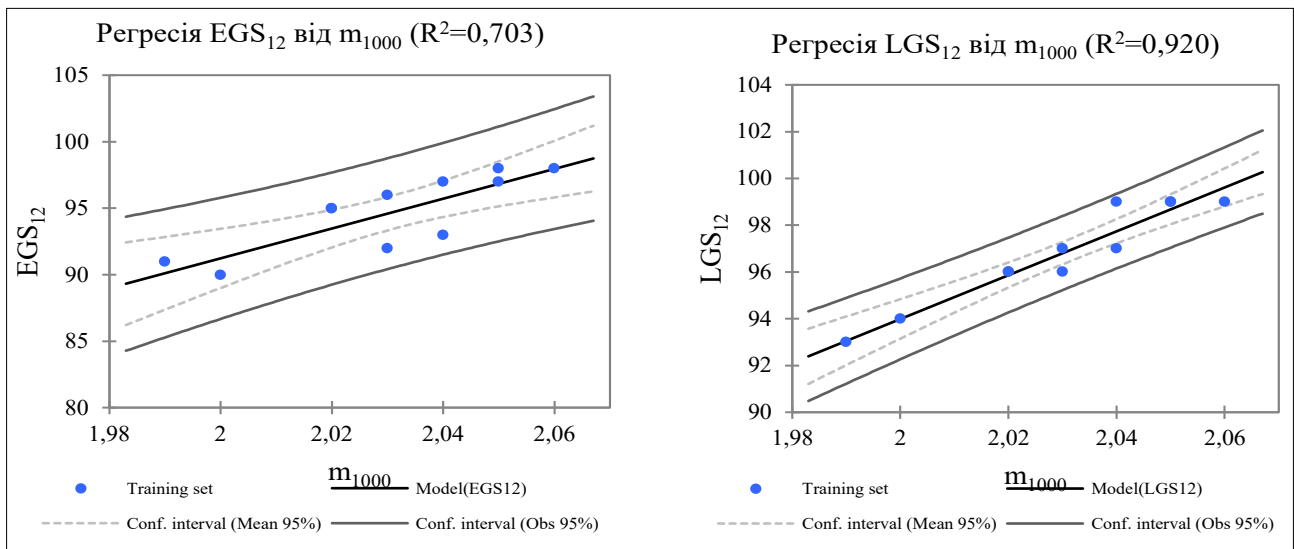 Регресія EGS12 від m1000 (R2=0,703)
105
100
95
90
85
80
EGS12
1,98
2
2,02
2,04
2,06
m1000
Training set
Model(EGS12)
Conf. interval (Mean 95%)
Conf. interval (Obs 95%)
Регресія LGS12 від m1000 (R2=0,920)
104
102
100
98
96
94
92
90
LGS12
1,98
2
2,02
2,04
2,06
m1000
Training set
Model(LGS12)
Conf. interval (Mean 95%)
Conf. interval (Obs 95%)